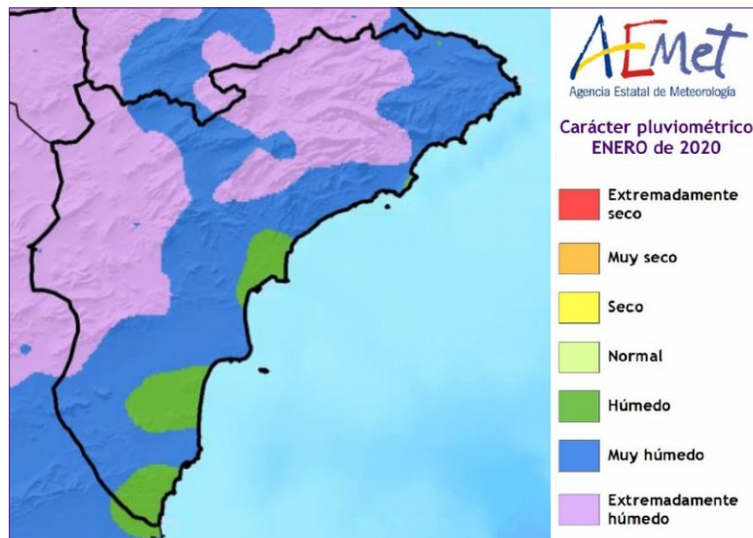 AEMet
Agencia Estatal de Meteorología
Carácter pluviométrico
ENERO de 2020
Extremadamente
seco
Muy seco
Seco
Normal
Húmedo
Muy húmedo
Extremadamente
húmedo